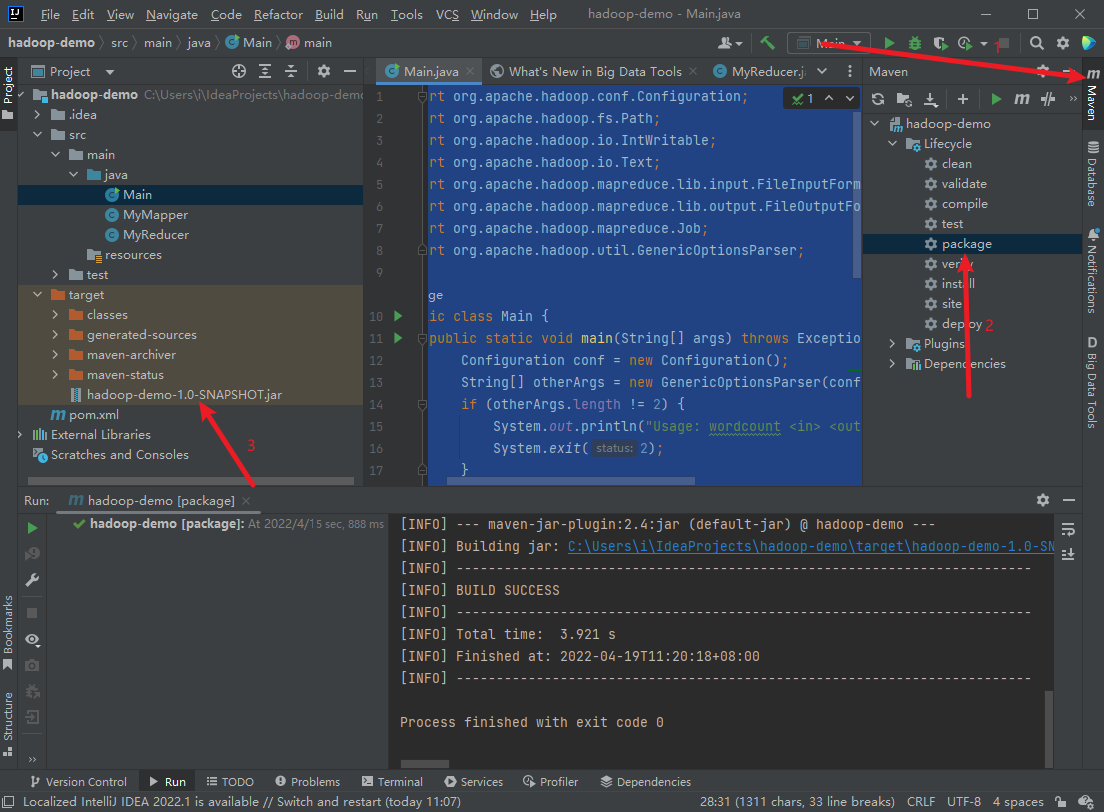 File Edit View Navigate Code Refactor Build Run Tools VCS Window Help hadoop-demo - Main.java
hadoop-demo src main java Main main
Main
Project
Main.java What's New in Big Data Tools MyReducer.j
Maven
Project
Maven
Database
Notifications
Big Data Tools
hadoop-demo C:\Users\i\IdeaProjects\hadoop-demo
.idea
src
main
java
Main
MyMapper
MyReducer
resources
test
target
classes
generated-sources
maven-archiver
maven-status
hadoop-demo-1.0-SNAPSHOT.jar
pom.xml
External Libraries
Scratches and Consoles
3
1
1 rt org.apache.hadoop.conf.Configuration;
2 rt org.apache.hadoop.fs.Path;
3 rt org.apache.hadoop.io.IntWritable;
4 rt org.apache.hadoop.io.Text;
5 rt org.apache.hadoop.mapreduce.lib.input.FileInputForm
6 rt org.apache.hadoop.mapreduce.lib.output.FileOutputFo
7 rt org.apache.hadoop.mapreduce.Job;
8 rt org.apache.hadoop.util.GenericOptionsParser;
9
ge
10 ic class Main {
11 public static void main(String[] args) throws Exception
12 Configuration conf = new Configuration();
13 String[] otherArgs = new GenericOptionsParser(conf
14 if (otherArgs.length != 2) {
15 System.out.println("Usage: wordcount <in> <out
16 System.exit( status: 2);
17 }
hadoop-demo
Lifecycle
clean
validate
compile
test
package
verify
install
site
deploy 2
Plugins
Dependencies
Run: hadoop-demo [package]
hadoop-demo [package]: At 2022/4/1 5 sec, 888 ms
[INFO] --- maven-jar-plugin:2.4:jar (default-jar) @ hadoop-demo ---
[INFO] Building jar: C:\Users\i\IdeaProjects\hadoop-demo\target\hadoop-demo-1.0-SN
[INFO] ------------------------------------------------------------------------
[INFO] BUILD SUCCESS
[INFO] ------------------------------------------------------------------------
[INFO] Total time:  3.921 s
[INFO] Finished at: 2022-04-19T11:20:18+08:00
[INFO] ------------------------------------------------------------------------
Process finished with exit code 0
Bookmarks
Structure
Version Control Run TODO Problems Terminal Services Profiler Dependencies
Localized IntelliJ IDEA 2022.1 is available // Switch and restart (today 11:07) 28:31 (1311 chars, 33 line breaks) CRLF UTF-8 4 spaces